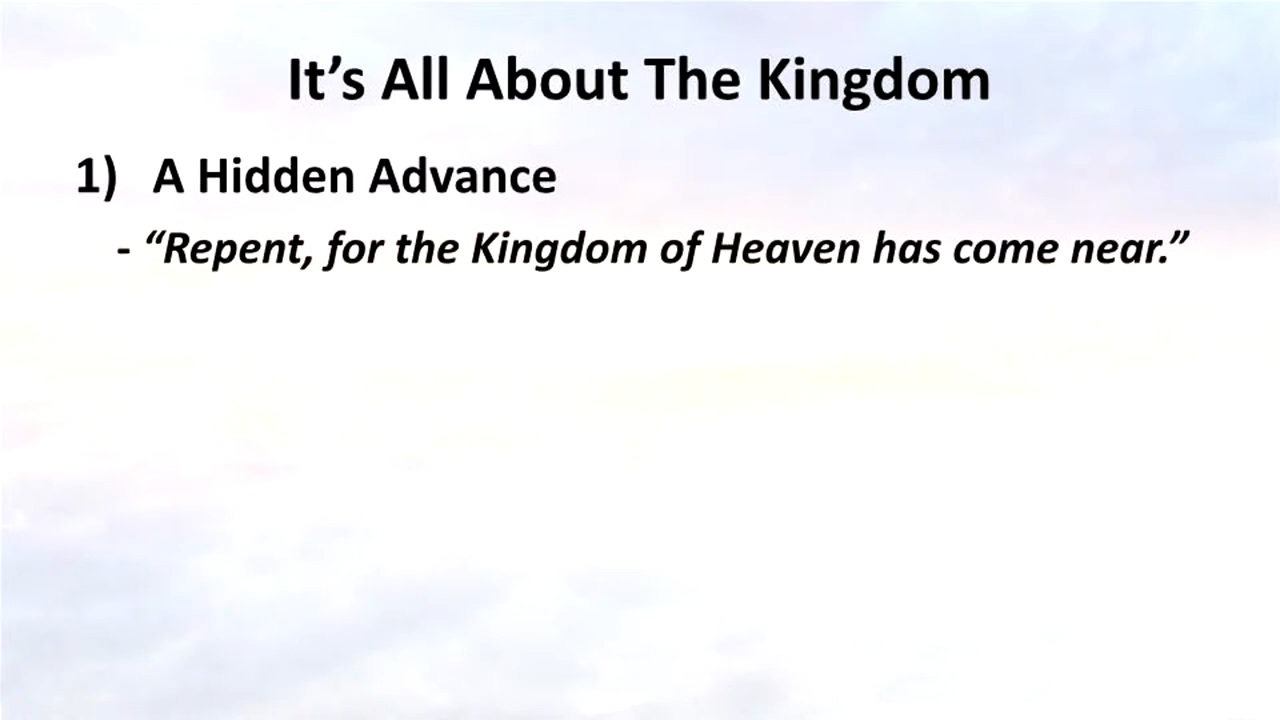 It’s All About The Kingdom
1) A Hidden Advance
- “Repent, for the Kingdom of Heaven has come near.”